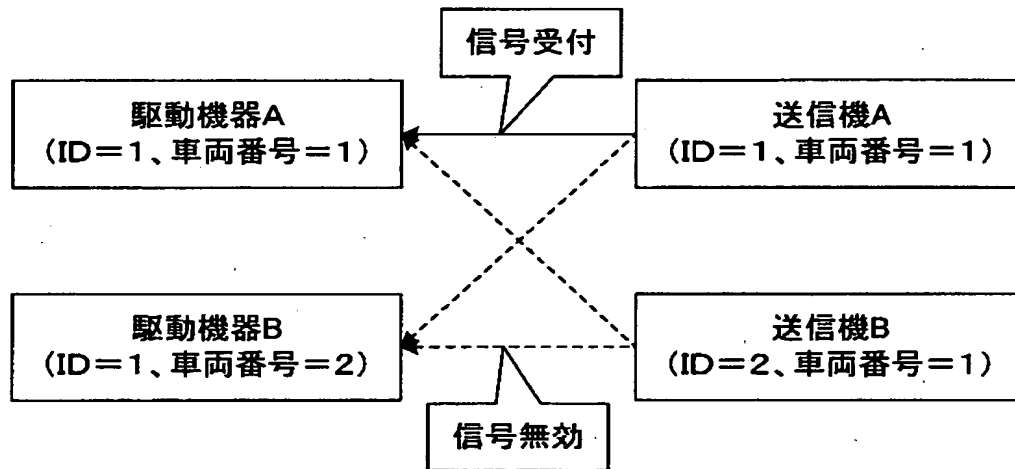 信号受付
駆動機器A
(ID=1、車両番号=1)
送信機A
(ID=1、車両番号=1)
駆動機器B
(ID=1、車両番号=2)
送信機B
(ID=2、車両番号=1)
信号無効